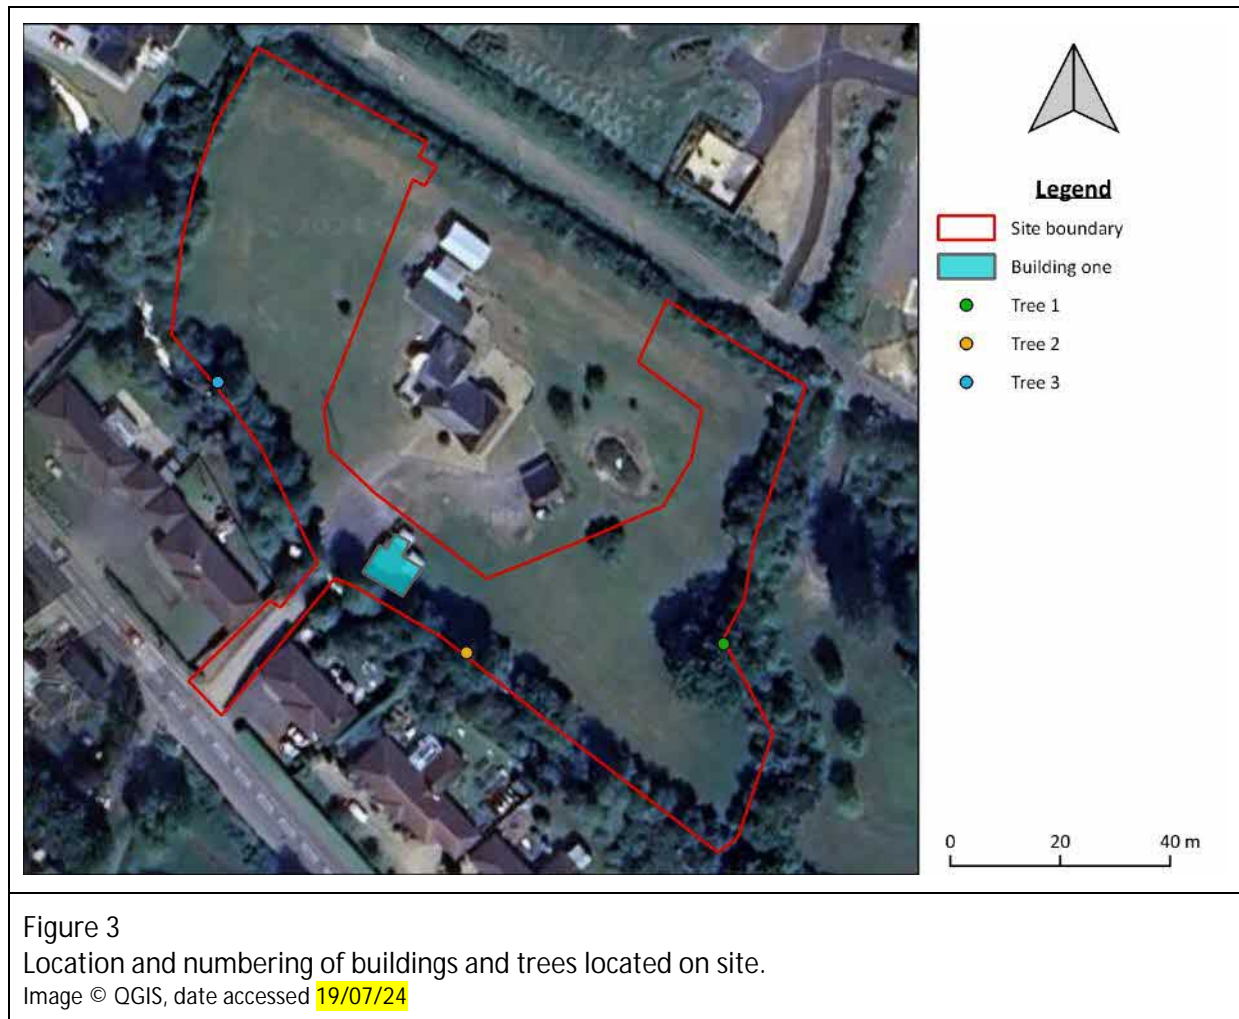 Legend
Site boundary
Building one
Tree 1
Tree 2
Tree 3
0 20 40 m
Figure 3
Location and numbering of buildings and trees located on site.
Image © QGIS, date accessed 19/07/24